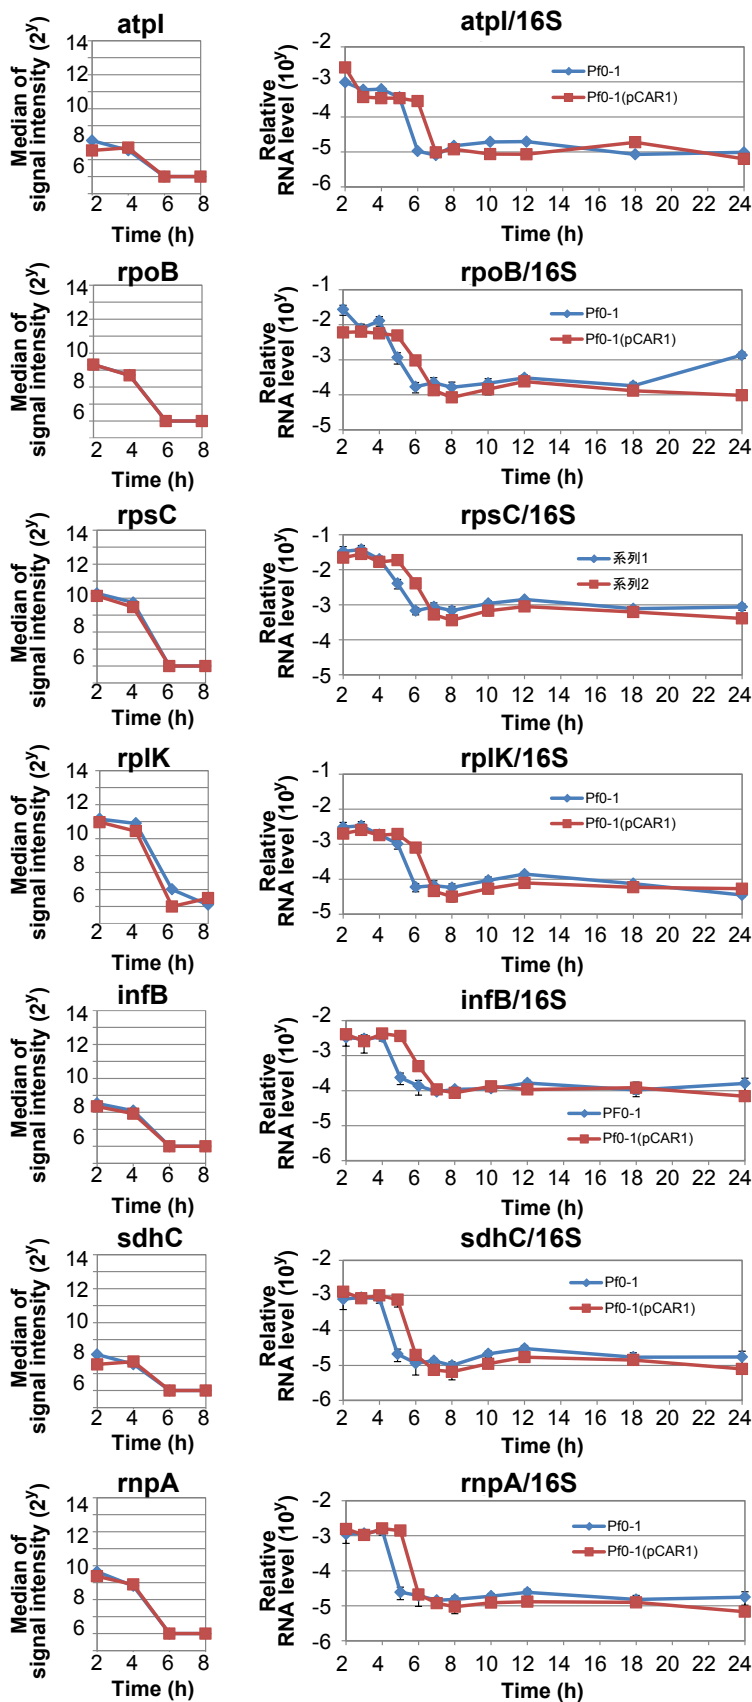 atpI
Median of
signal intensity (2^y)
14
12
10
8
6
2 4 6 8
Time (h)
atpI/16S
Relative
RNA level (10^y)
-2
-3
-4
-5
-6
Pf0-1
Pf0-1(pCAR1)
2 4 6 8 10 12 14 16 18 20 22 24
Time (h)
rpoB
Median of
signal intensity (2^y)
14
12
10
8
6
2 4 6 8
Time (h)
rpoB/16S
Relative
RNA level (10^y)
-1
-2
-3
-4
-5
Pf0-1
Pf0-1(pCAR1)
2 4 6 8 10 12 14 16 18 20 22 24
Time (h)
rpsC
Median of
signal intensity (2^y)
14
12
10
8
6
2 4 6 8
Time (h)
rpsC/16S
Relative
RNA level (10^y)
-1
-2
-3
-4
-5
系列1
系列2
2 4 6 8 10 12 14 16 18 20 22 24
Time (h)
rplK
Median of
signal intensity (2^y)
14
12
10
8
6
2 4 6 8
Time (h)
rplK/16S
Relative
RNA level (10^y)
-1
-2
-3
-4
-5
Pf0-1
Pf0-1(pCAR1)
2 4 6 8 10 12 14 16 18 20 22 24
Time (h)
infB
Median of
signal intensity (2^y)
14
12
10
8
6
2 4 6 8
Time (h)
infB/16S
Relative
RNA level (10^y)
-2
-3
-4
-5
-6
PF0-1
Pf0-1(pCAR1)
2 4 6 8 10 12 14 16 18 20 22 24
Time (h)
sdhC
Median of
signal intensity (2^y)
14
12
10
8
6
2 4 6 8
Time (h)
sdhC/16S
Relative
RNA level (10^y)
-2
-3
-4
-5
-6
Pf0-1
Pf0-1(pCAR1)
2 4 6 8 10 12 14 16 18 20 22 24
Time (h)
rnpA
Median of
signal intensity (2^y)
14
12
10
8
6
2 4 6 8
Time (h)
rnpA/16S
Relative
RNA level (10^y)
-2
-3
-4
-5
-6
Pf0-1
Pf0-1(pCAR1)
2 4 6 8 10 12 14 16 18 20 22 24
Time (h)